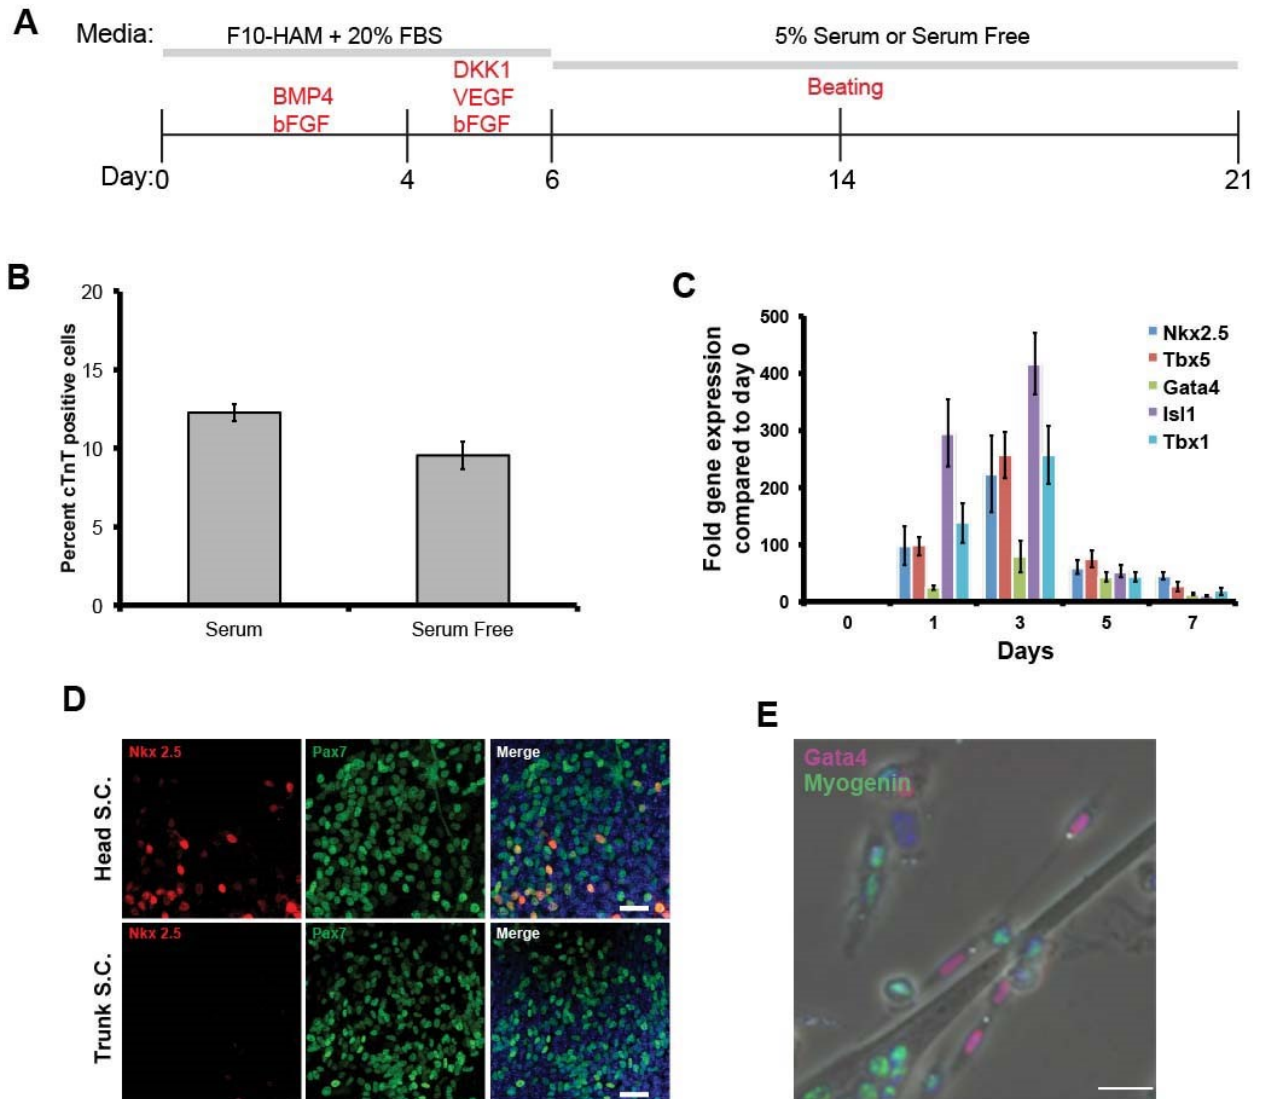 A
Media:
F10-HAM + 20% FBS
5% Serum or Serum Free
BMP4
bFGF
DKK1
VEGF
bFGF
Beating
Day:0
4
6
14
21
B
Percent cTnT positive cells
20
15
10
5
0
Serum
Serum Free
C
Fold gene expression
compared to day 0
500
400
300
200
100
0
0
1
3
5
7
Days
Nkx2.5
Tbx5
Gata4
Isl1
Tbx1
D
Head S.C.
Nkx 2.5
Pax7
Merge
Trunk S.C.
Nkx 2.5
Pax7
Merge
E
Gata4
Myogenin